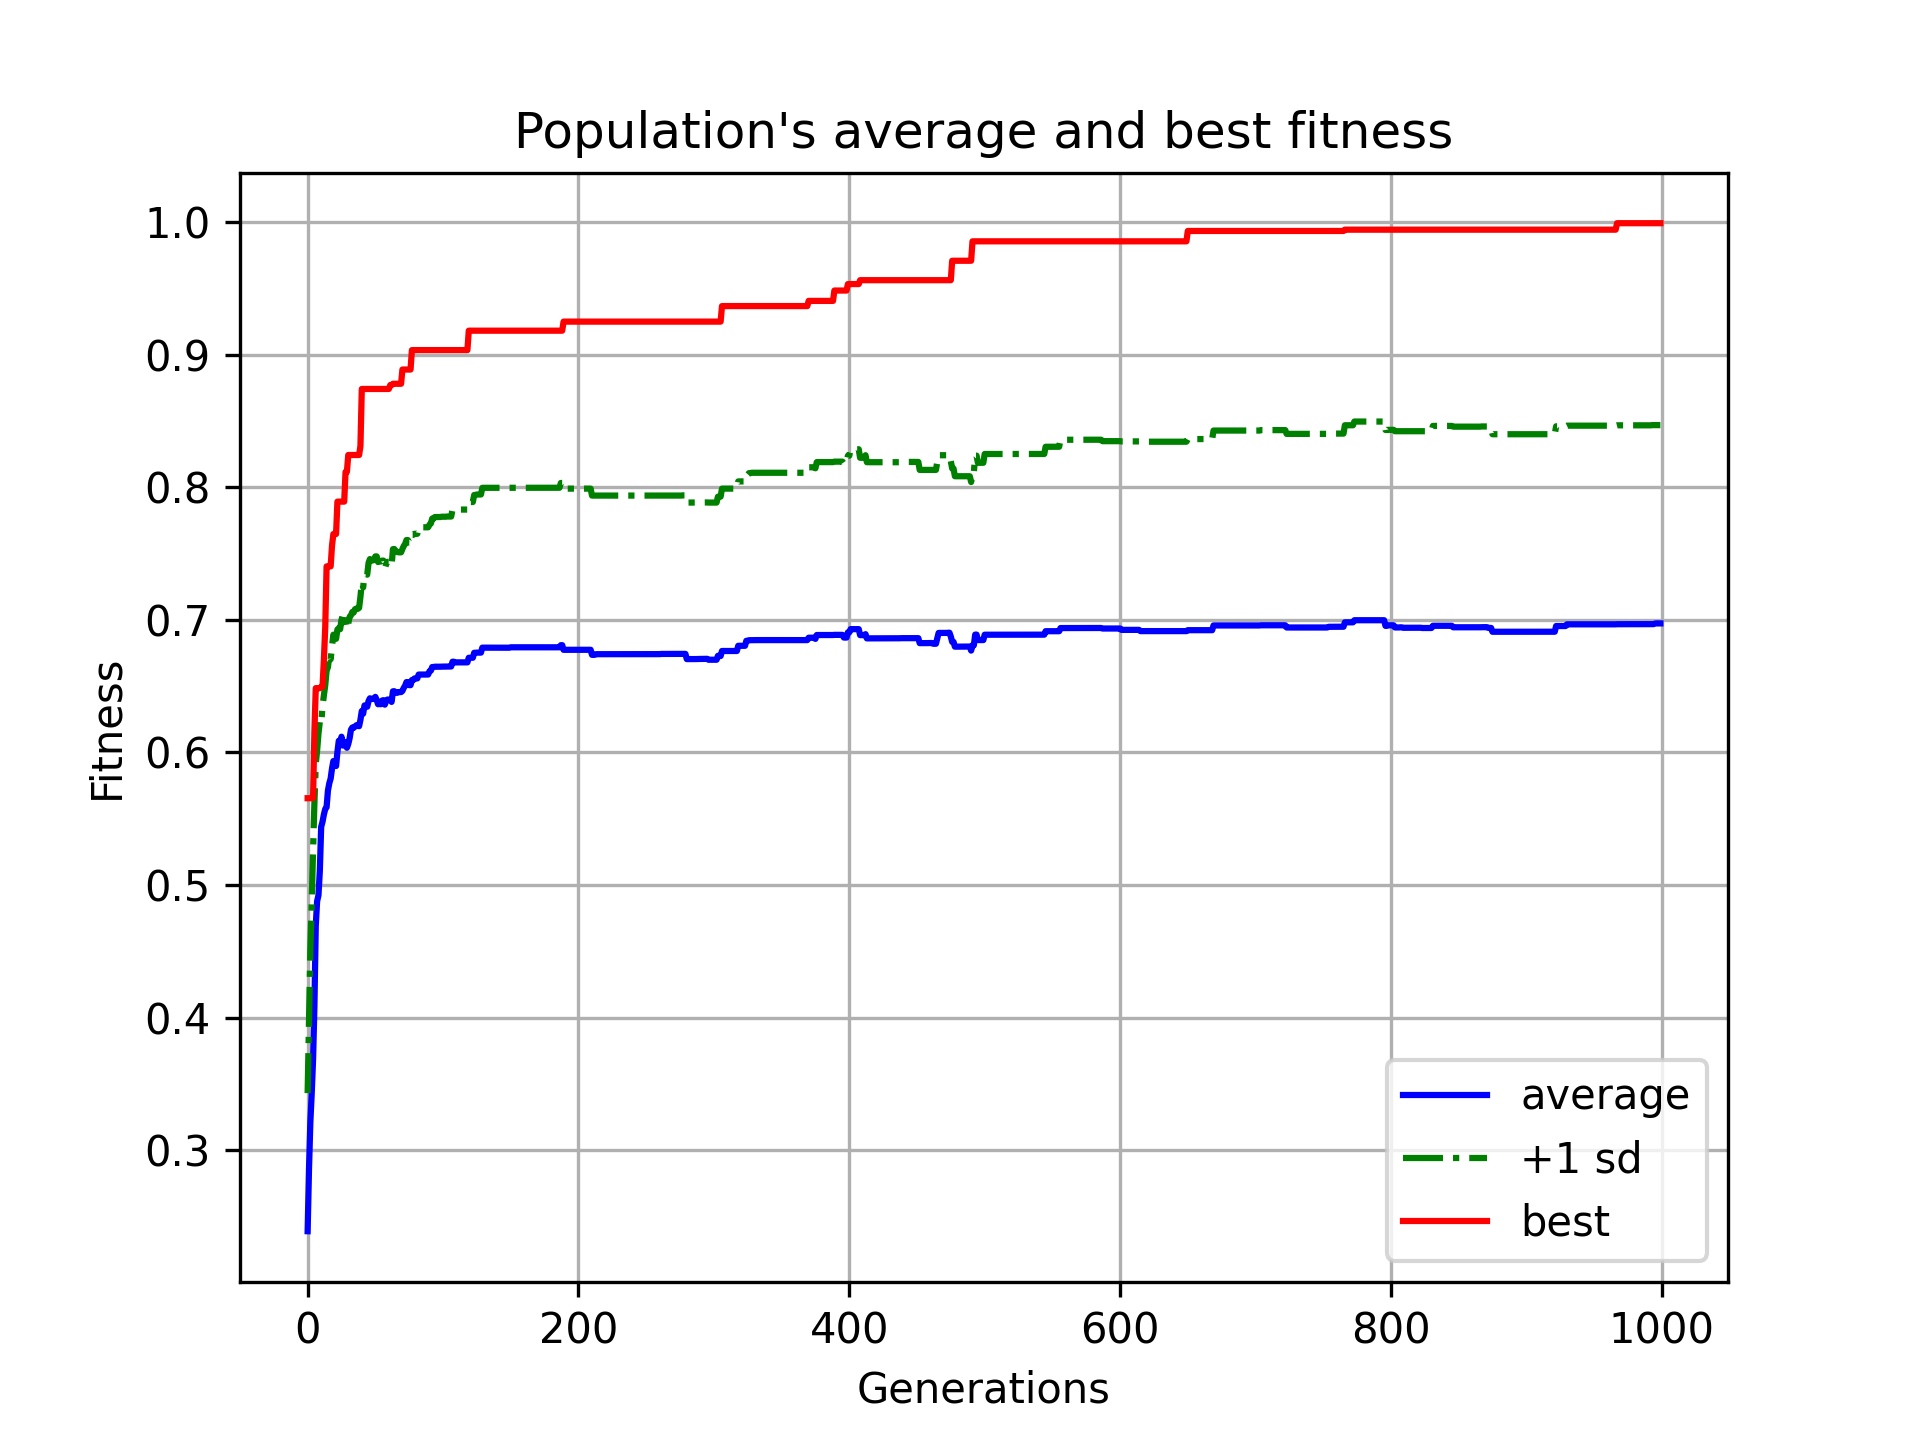 Population's average and best fitness
1.0
0.9
0.8
0.7
0.6
0.5
0.4
0.3
Fitness
0 200 400 600 800 1000
Generations
average
+1 sd
best